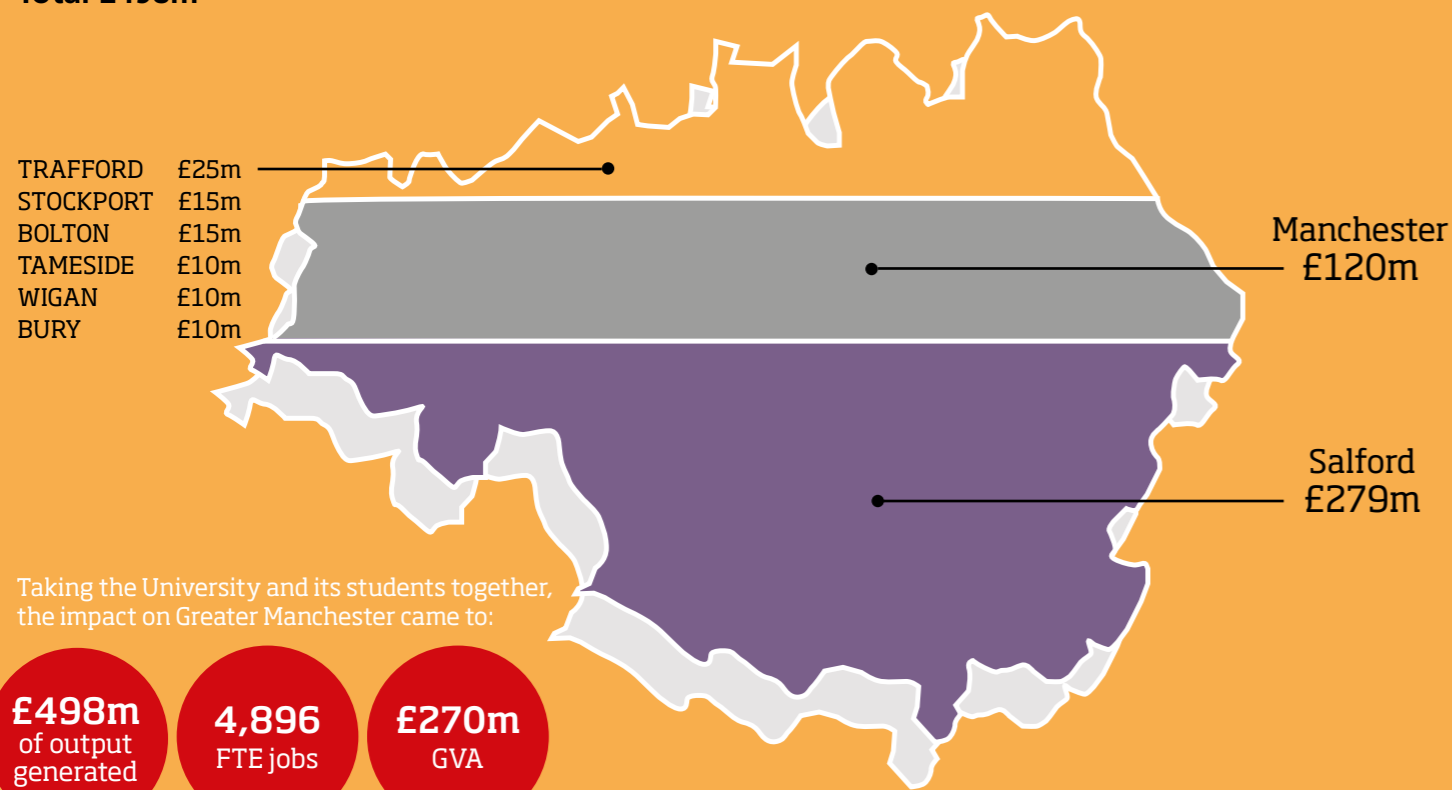 Total £498m
TRAFFORD £25m
STOCKPORT £15m
BOLTON £15m
TAMESIDE £10m
WIGAN £10m
BURY £10m
Manchester
£120m
Salford
£279m
Taking the University and its students together,
the impact on Greater Manchester came to:
£498m
of output
generated
4,896
FTE jobs
£270m
GVA